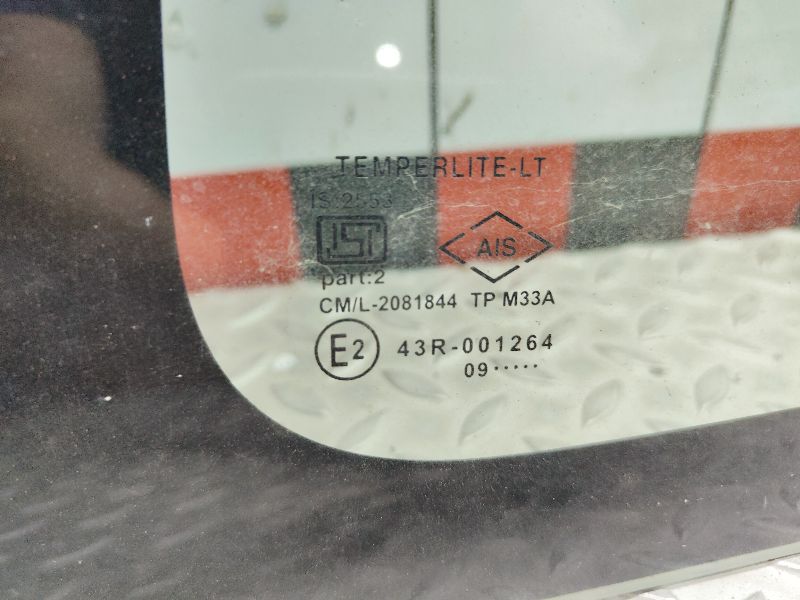 TEMPERLITE-LT
IS:2553
ISI AIS
part:2
CM/L-2081844 TP M33A
E2 43R-001264
09·····